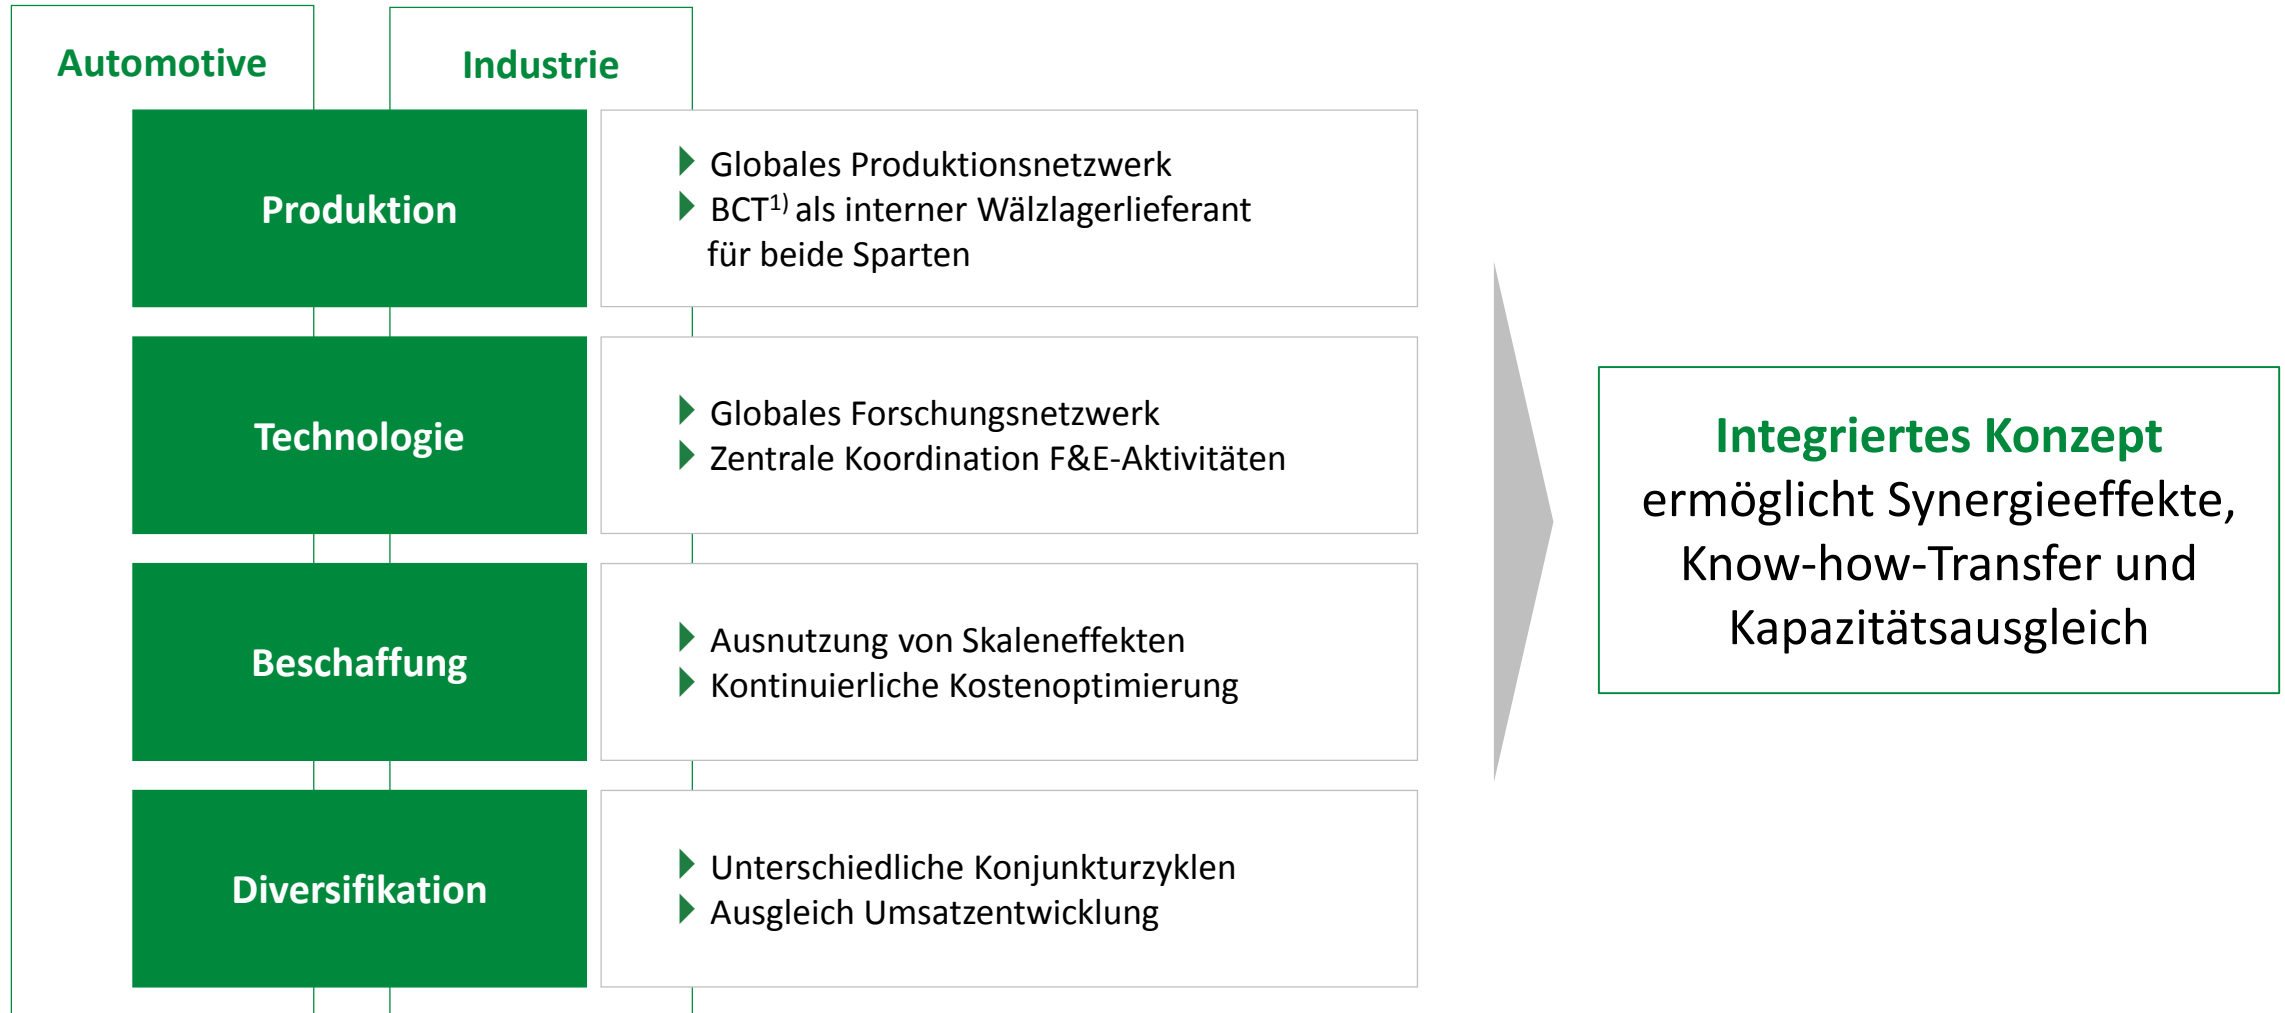 Automotive
Industrie
Produktion
Globales Produktionsnetzwerk
BCT¹⁾ als interner Wälzlagerlieferant
für beide Sparten
Technologie
Globales Forschungsnetzwerk
Zentrale Koordination F&E-Aktivitäten
Beschaffung
Ausnutzung von Skaleneffekten
Kontinuierliche Kostenoptimierung
Diversifikation
Unterschiedliche Konjunkturzyklen
Ausgleich Umsatzentwicklung
Integriertes Konzept
ermöglicht Synergieeffekte,
Know-how-Transfer und
Kapazitätsausgleich